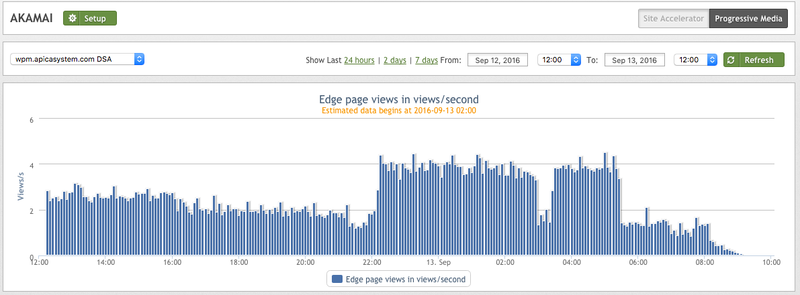 AKAMAI Setup Site Accelerator Progressive Media
wpm.apicasystem.com DSA Show Last 24 hours | 2 days | 7 days From: Sep 12, 2016 12:00 To: Sep 13, 2016 12:00 Refresh
Edge page views in views/second
Estimated data begins at 2016-09-13 02:00
6
4
2
0
Views/s
12:00 14:00 16:00 18:00 20:00 22:00 13. Sep 02:00 04:00 06:00 08:00 10:00
Edge page views in views/second